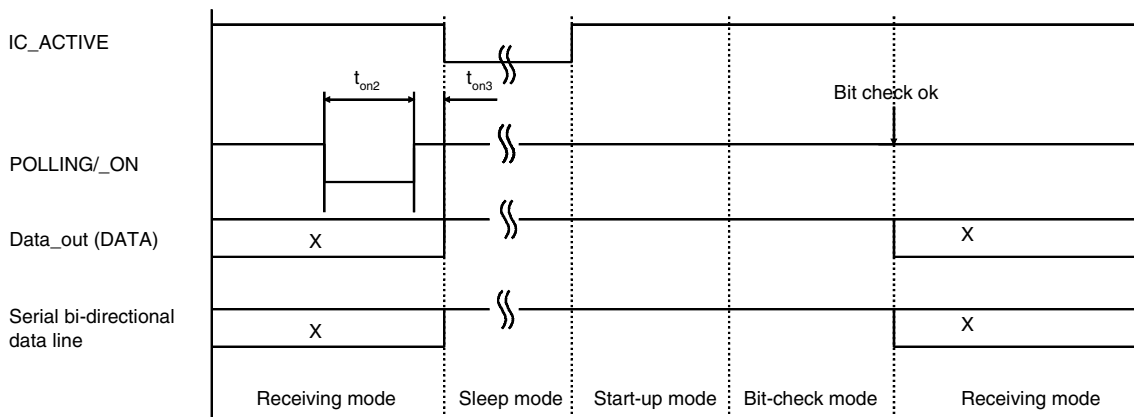 IC_ACTIVE
t_on2
t_on3
Bit check ok
POLLING/_ON
Data_out (DATA)
X
X
Serial bi-directional
data line
X
X
Receiving mode
Sleep mode
Start-up mode
Bit-check mode
Receiving mode